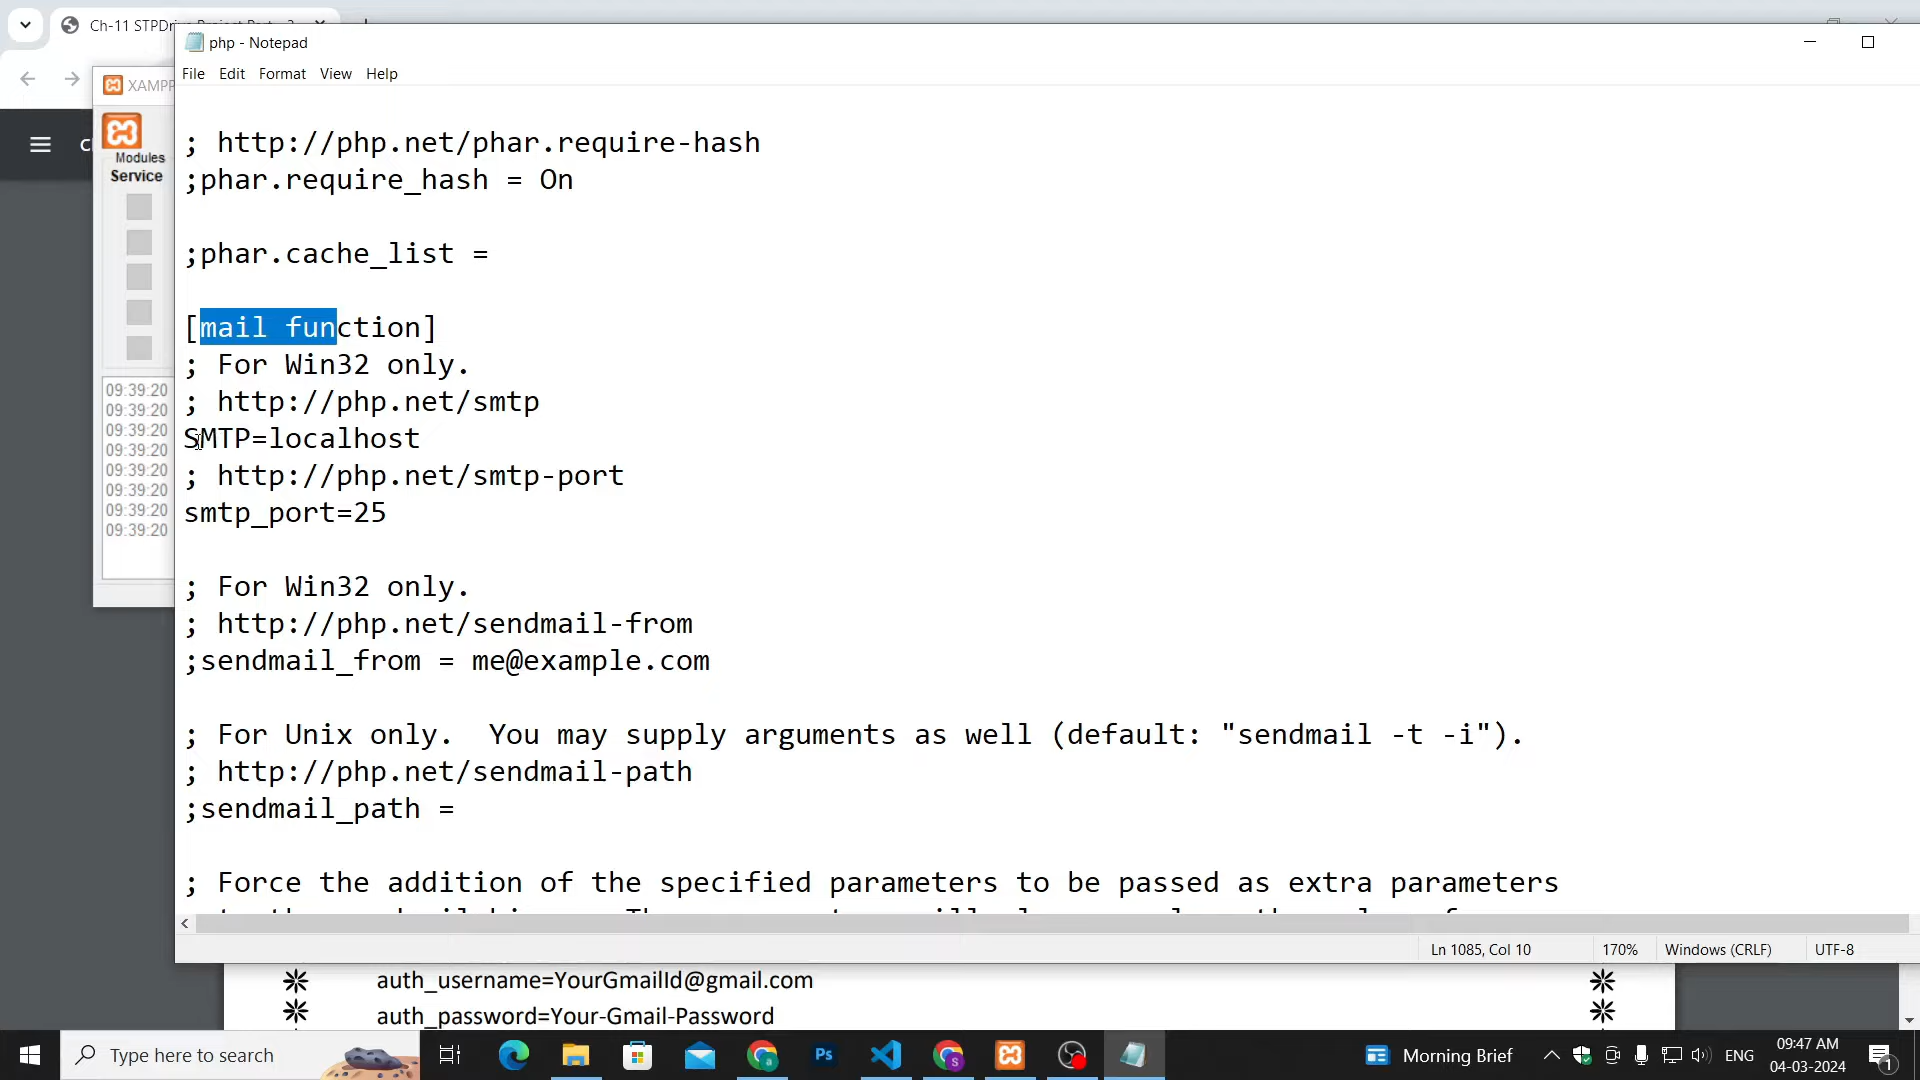 Ch-11 STPDrive Project Part - 2
php - Notepad
File Edit Format View Help
XAMPP
Modules
Service
; http://php.net/phar.require-hash
;phar.require_hash = On
;phar.cache_list =
[mail function]
; For Win32 only.
; http://php.net/smtp
SMTP=localhost
; http://php.net/smtp-port
smtp_port=25
; For Win32 only.
; http://php.net/sendmail-from
;sendmail_from = me@example.com
; For Unix only.  You may supply arguments as well (default: "sendmail -t -i").
; http://php.net/sendmail-path
;sendmail_path =
; Force the addition of the specified parameters to be passed as extra parameters
09:39:20
09:39:20
09:39:20
09:39:20
09:39:20
09:39:20
09:39:20
09:39:20
Ln 1085, Col 10
170%
Windows (CRLF)
UTF-8
auth_username=YourGmailId@gmail.com
auth_password=Your-Gmail-Password
Type here to search
Ps
Morning Brief
ENG
09:47 AM
04-03-2024
1